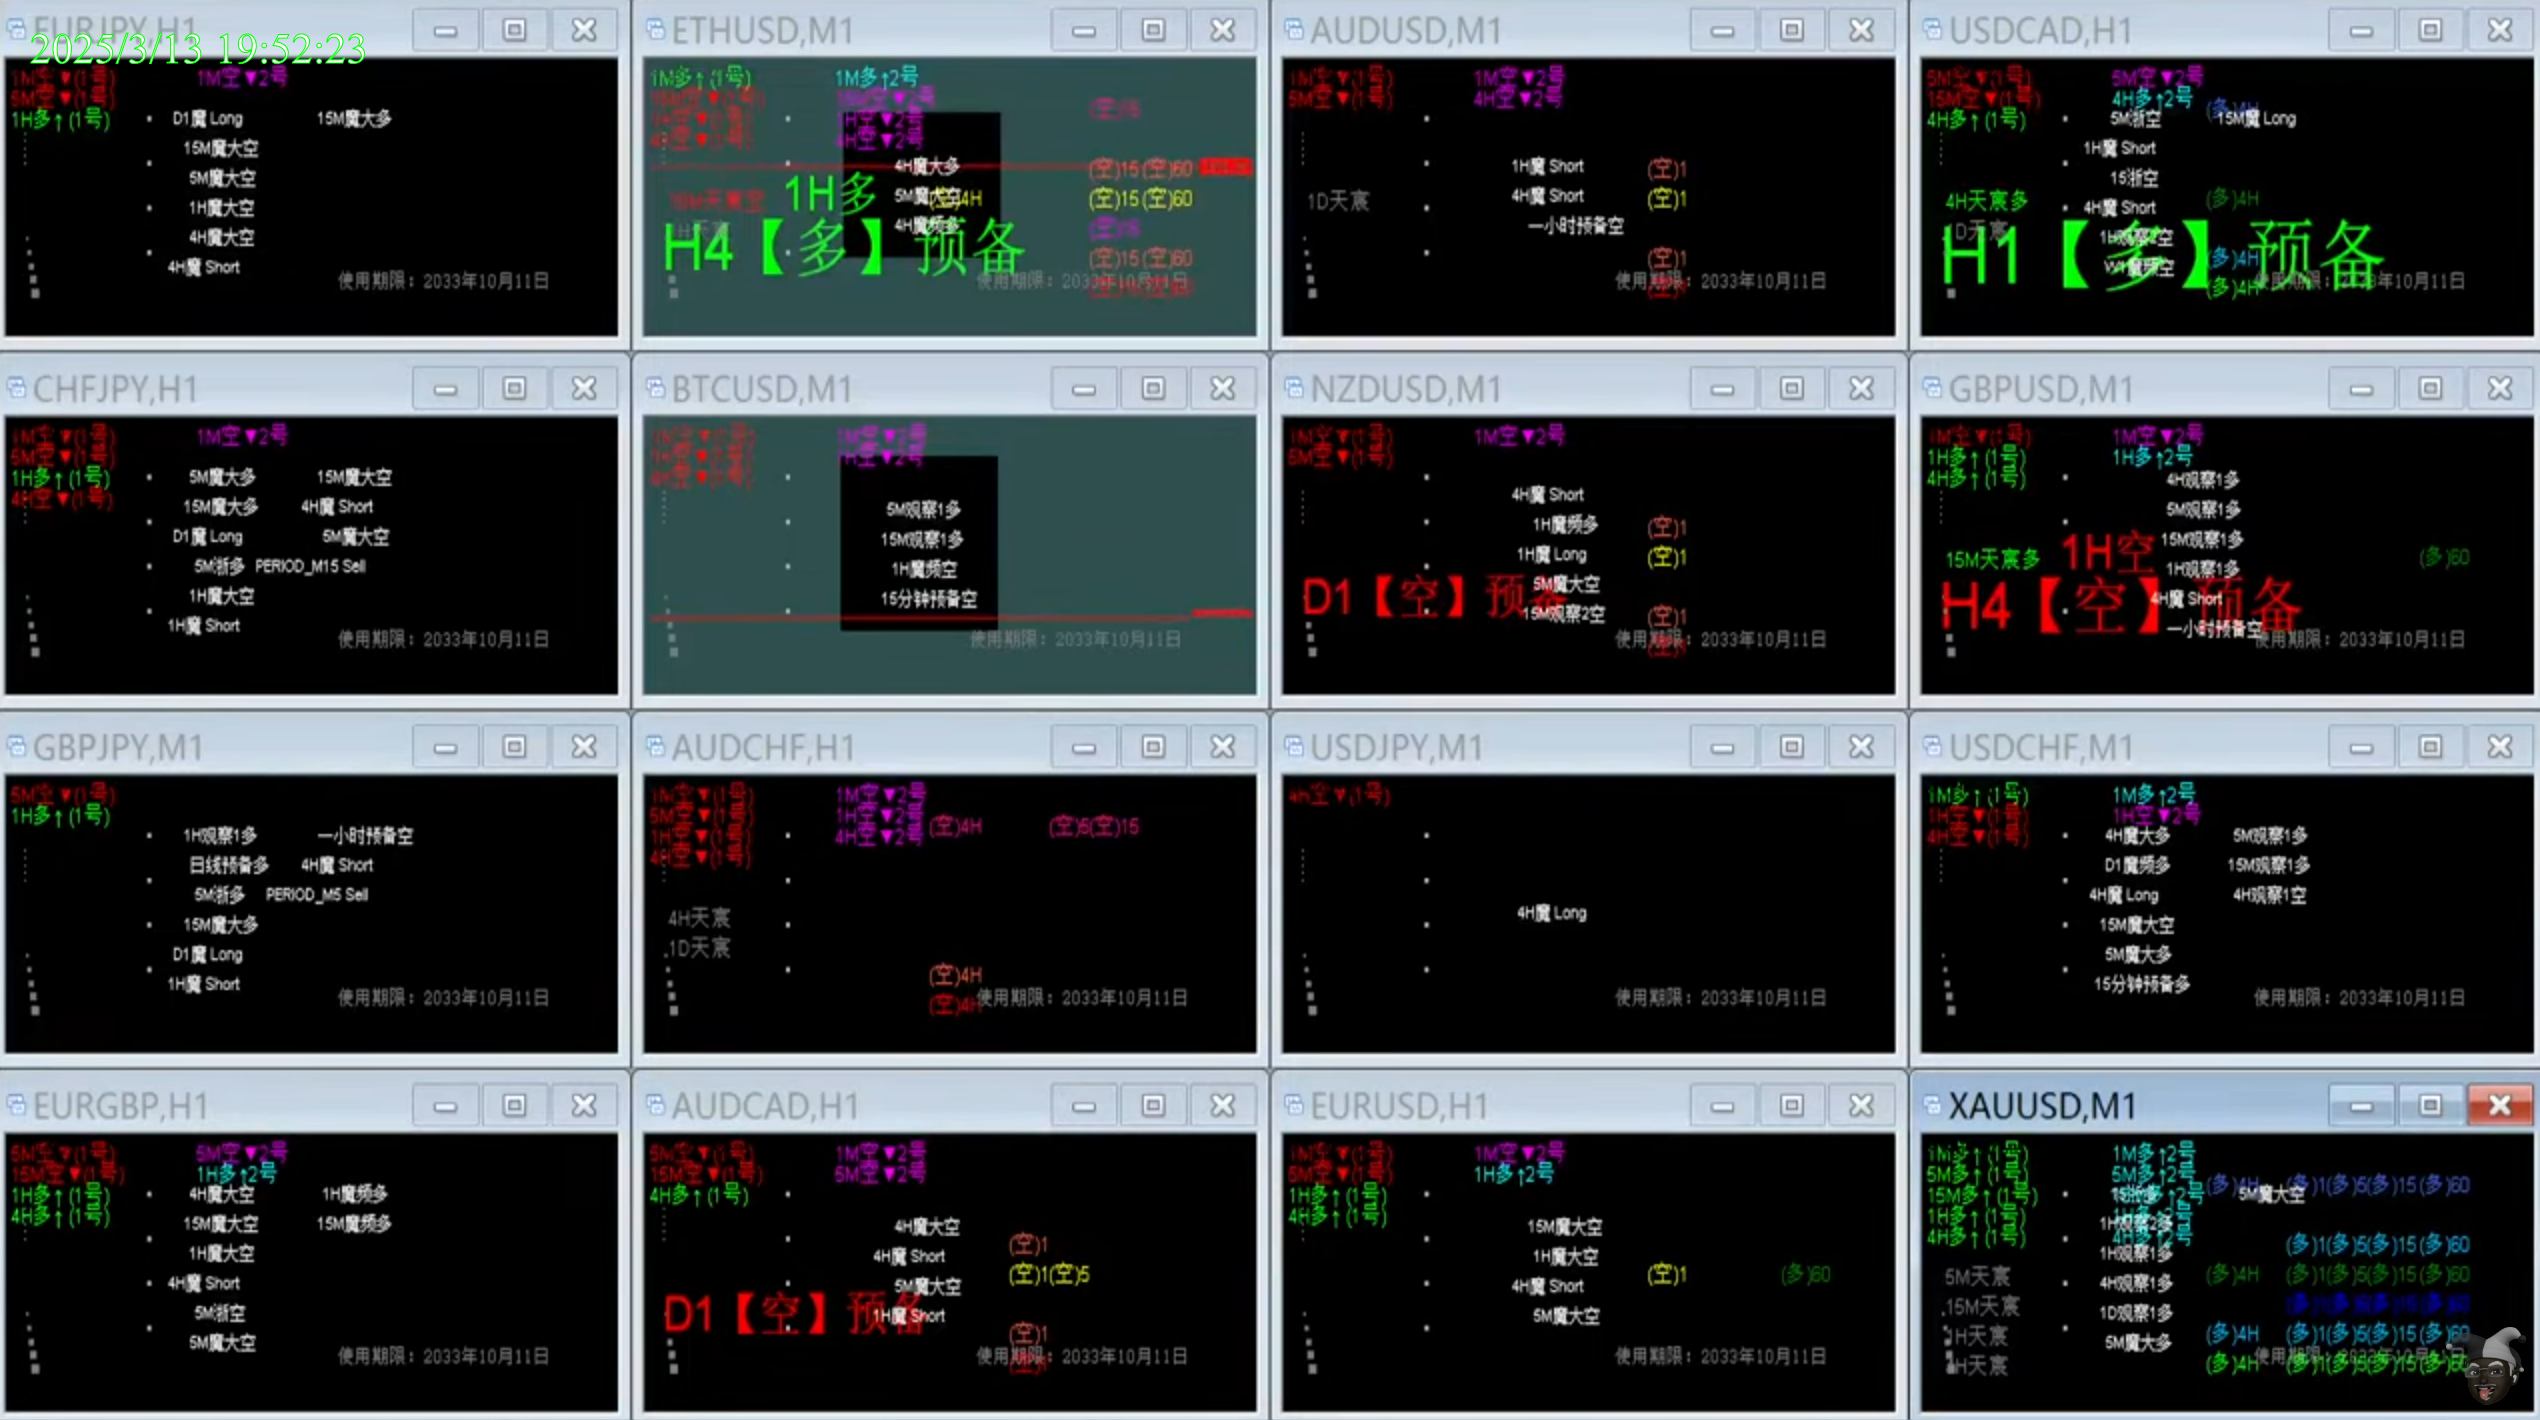 EURJPY,H1
2025/3/13 19:52:23
1M空▼(1号) 1M空▼2号
5M空▼(1号)
1H多↑(1号)
D1魔 Long 15M魔大多
15M魔大空
5M魔大空
1H魔大空
4H魔大空
4H魔 Short
使用期限：2033年10月11日
ETHUSD,M1
1M多↑(1号) 1M多↑2号
15M空▼(1号) 15M空▼2号
1H空▼(1号) 1H空▼2号
4H空▼(1号) 4H空▼2号
(空)15
4H魔大多 (空)15(空)60
1H多 5M魔大空 (空)15(空)60
4H魔频多 (空)15
H4【多】预备
(空)15(空)60
使用期限：2033年10月11日
AUDUSD,M1
1M空▼(1号) 1M空▼2号
5M空▼(1号) 4H空▼2号
1H魔 Short (空)1
1D天宸 4H魔 Short (空)1
一小时预备空
(空)1
使用期限：2033年10月11日
USDCAD,H1
5M空▼(1号) 5M空▼2号
15M空▼(1号) 4H多↑2号
(多)4H
4H多↑(1号) 5M浙空 15M魔 Long
1H魔 Short
15浙空
4H天宸多 4H魔 Short (多)4H
1D天宸 1H观察2空
H1【多】预备
W1魔频空 (多)4H
(多)4H
CHFJPY,H1
1M空▼(1号) 1M空▼2号
5M空▼(1号)
1H多↑(1号)
4H空▼(1号)
5M魔大多 15M魔大空
15M魔大多 4H魔 Short
D1魔 Long 5M魔大空
5M浙多 PERIOD_M15 Sell
1H魔大空
1H魔 Short
使用期限：2033年10月11日
BTCUSD,M1
1M空▼(1号) 1M空▼2号
1H空▼(1号) 1H空▼2号
4H空▼(1号)
5M观察1多
15M观察1多
1H魔频空
15分钟预备空
使用期限：2033年10月11日
NZDUSD,M1
1M空▼(1号) 1M空▼2号
5M空▼(1号)
4H魔 Short
1H魔频多 (空)1
1H魔 Long (空)1
5M魔大空
D1【空】预备
15M观察2空 (空)1
使用期限：2033年10月11日
GBPUSD,M1
1M空▼(1号) 1M空▼2号
1H多↑(1号) 1H多↑2号
4H多↑(1号)
4H观察1多
5M观察1多
1H空 15M观察1多
15M天宸多 1H观察1多 (多)60
H4【空】预备
4H魔 Short
一小时预备空
使用期限：2033年10月11日
GBPJPY,M1
5M空▼(1号)
1H多↑(1号)
1H观察1多 一小时预备空
日线预备多 4H魔 Short
5M浙多 PERIOD_M5 Sell
15M魔大多
D1魔 Long
1H魔 Short
使用期限：2033年10月11日
AUDCHF,H1
1M空▼(1号) 1M空▼2号
5M空▼(1号) 1H空▼2号
1H空▼(1号) 4H空▼2号
4H空▼(1号)
(空)4H (空)5(空)15
4H天宸
1D天宸
(空)4H
(空)4H
使用期限：2033年10月11日
USDJPY,M1
4H空▼(1号)
4H魔 Long
使用期限：2033年10月11日
USDCHF,M1
1M多↑(1号) 1M多↑2号
1H空▼(1号) 1H空▼2号
4H空▼(1号)
4H魔大多 5M观察1多
D1魔频多 15M观察1多
4H魔 Long 4H观察1空
15M魔大空
5M魔大多
15分钟预备多
使用期限：2033年10月11日
EURGBP,H1
5M空▼(1号) 5M空▼2号
15M空▼(1号) 1H多↑2号
1H多↑(1号)
4H多↑(1号)
4H魔大空 1H魔频多
15M魔大空 15M魔频多
1H魔大空
4H魔 Short
5M浙空
5M魔大空
使用期限：2033年10月11日
AUDCAD,H1
5M空▼(1号) 1M空▼2号
15M空▼(1号) 5M空▼2号
4H多↑(1号)
4H魔大空
4H魔 Short (空)1
5M魔大空 (空)1(空)5
D1【空】预备
1H魔 Short
(空)1
使用期限：2033年10月11日
EURUSD,H1
1M空▼(1号) 1M空▼2号
5M空▼(1号) 1H多↑2号
1H多↑(1号)
4H多↑(1号)
15M魔大空
1H魔大空
4H魔 Short (空)1 (多)60
5M魔大空
使用期限：2033年10月11日
XAUUSD,M1
1M多↑(1号) 1M多↑2号
5M多↑(1号) 5M多↑2号
15M多↑(1号)
1H多↑(1号)
4H多↑(1号) 4H多↑2号
(多)4H (多)1(多)5(多)15(多)60
5M魔大空
1H观察2多
1H观察1多 (多)1(多)5(多)15(多)60
5M天宸 4H观察1多 (多)4H (多)1(多)5(多)15(多)60
15M天宸 1D观察1多
1H天宸 5M魔大多 (多)4H (多)1(多)5(多)15(多)60
4H天宸 (多)4H (多)1(多)5(多)15(多)60